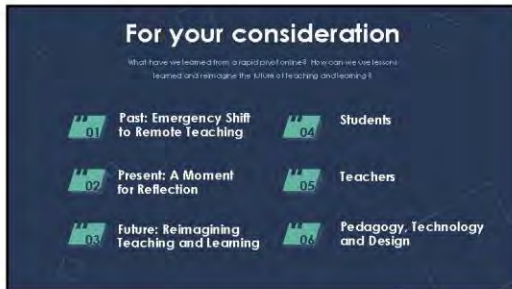 For your consideration
What have we learned from a rapid pivot online? How can we use lessons
learned and reimagine the future of teaching and learning?
01
Past: Emergency Shift
to Remote Teaching
02
Present: A Moment
for Reflection
03
Future: Reimagining
Teaching and Learning
04
Students
05
Teachers
06
Pedagogy, Technology
and Design